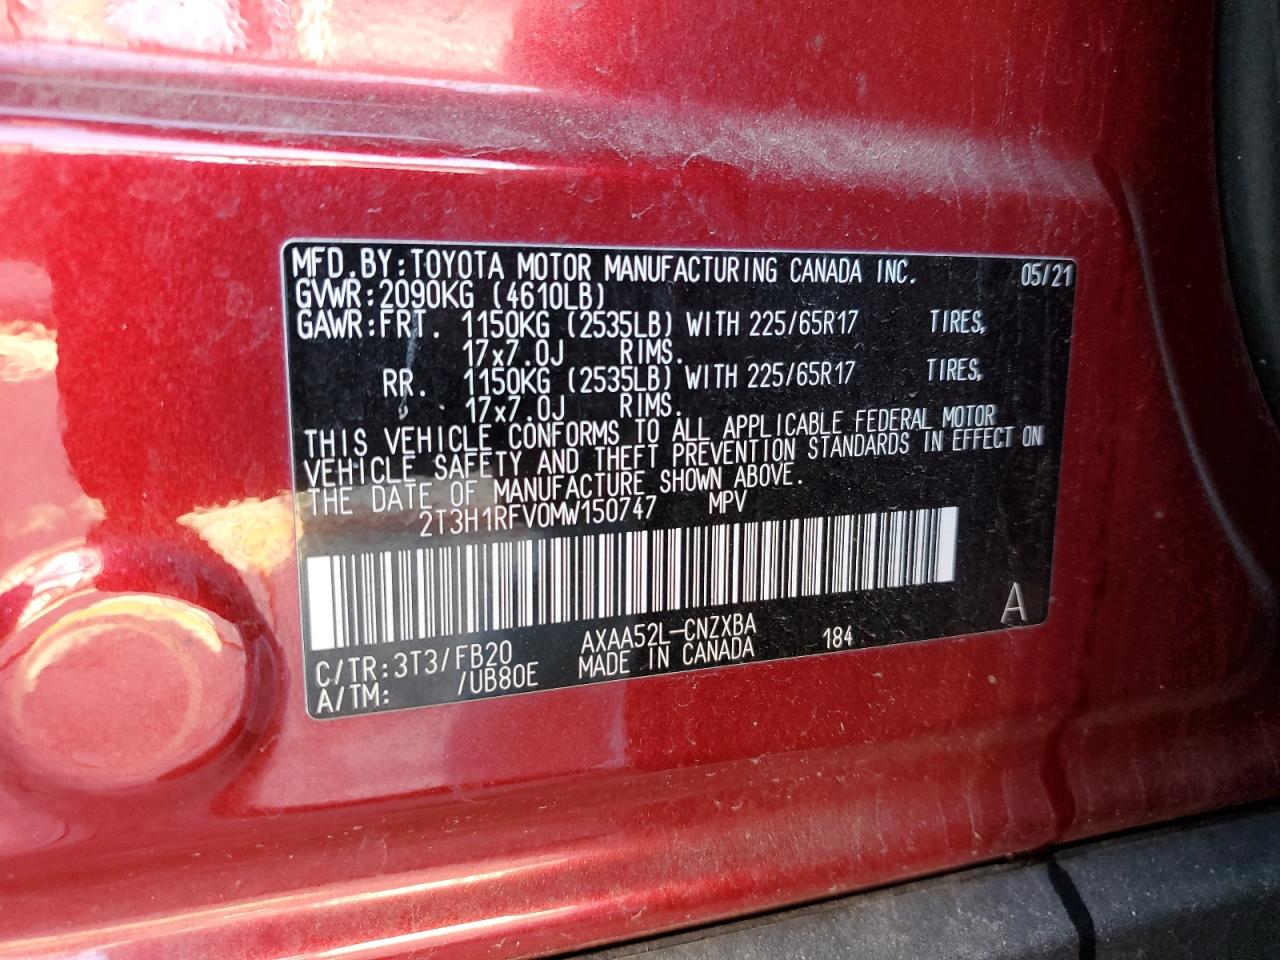 MFD.BY:TOYOTA MOTOR MANUFACTURING CANADA INC. 05/21
GVWR:2090KG (4610LB)
GAWR:FRT. 1150KG (2535LB) WITH 225/65R17 TIRES,
17x7.0J RIMS.
RR. 1150KG (2535LB) WITH 225/65R17 TIRES,
17x7.0J RIMS.
THIS VEHICLE CONFORMS TO ALL APPLICABLE FEDERAL MOTOR
VEHICLE SAFETY AND THEFT PREVENTION STANDARDS IN EFFECT ON
THE DATE OF MANUFACTURE SHOWN ABOVE.
2T3H1RFV0MW150747 MPV
C/TR:3T3/FB20 AXAA52L-CNZXBA 184 A
A/TM: /UB80E MADE IN CANADA